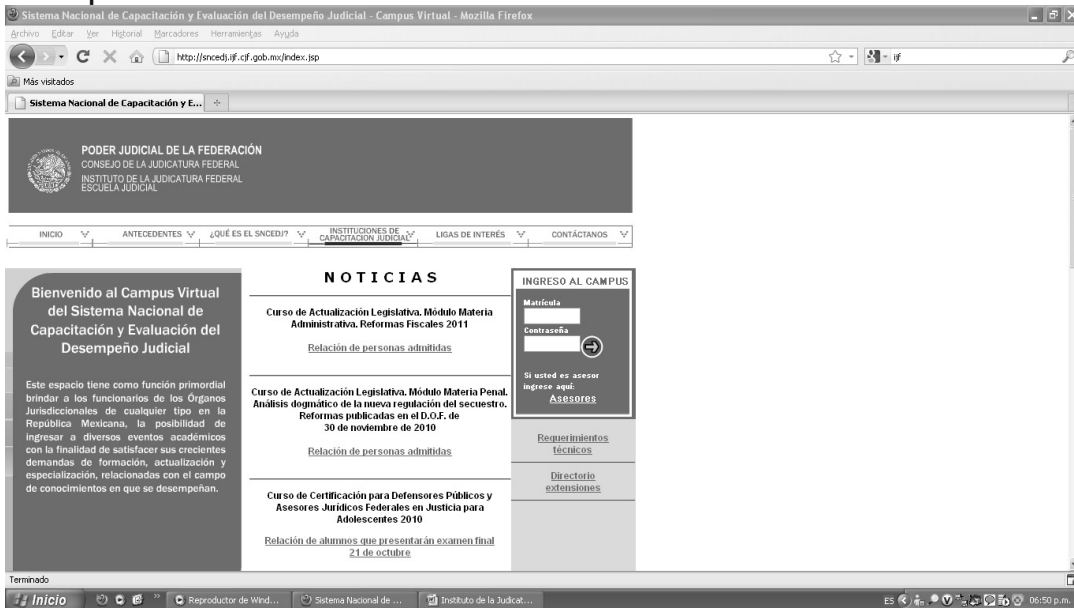 Sistema Nacional de Capacitación y Evaluación del Desempeño Judicial - Campus Virtual - Mozilla Firefox
Archivo Editar Ver Historial Marcadores Herramientas Ayuda
http://sncedj.ijf.cjf.gob.mx/index.jsp
ijf
Más visitados
Sistema Nacional de Capacitación y E...
PODER JUDICIAL DE LA FEDERACIÓN
CONSEJO DE LA JUDICATURA FEDERAL
INSTITUTO DE LA JUDICATURA FEDERAL
ESCUELA JUDICIAL
INICIO ANTECEDENTES ¿QUÉ ES EL SNCEDJ? INSTITUCIONES DE CAPACITACION JUDICIAL LIGAS DE INTERÉS CONTÁCTANOS
Bienvenido al Campus Virtual
del Sistema Nacional de
Capacitación y Evaluación del
Desempeño Judicial
Este espacio tiene como función primordial
brindar a los funcionarios de los Órganos
Jurisdiccionales de cualquier tipo en la
República Mexicana, la posibilidad de
ingresar a diversos eventos académicos
con la finalidad de satisfacer sus crecientes
demandas de formación, actualización y
especialización, relacionadas con el campo
de conocimientos en que se desempeñan.
NOTICIAS
Curso de Actualización Legislativa. Módulo Materia
Administrativa. Reformas Fiscales 2011
Relación de personas admitidas
Curso de Actualización Legislativa. Módulo Materia Penal.
Análisis dogmático de la nueva regulación del secuestro.
Reformas publicadas en el D.O.F. de
30 de noviembre de 2010
Relación de personas admitidas
Curso de Certificación para Defensores Públicos y
Asesores Jurídicos Federales en Justicia para
Adolescentes 2010
Relación de alumnos que presentarán examen final
21 de octubre
INGRESO AL CAMPUS
Matrícula
Contraseña
Si usted es asesor
ingrese aquí:
Asesores
Requerimientos
técnicos
Directorio
extensiones
Terminado
Inicio
Reproductor de Wind...
Sistema Nacional de ...
Instituto de la Judicat...
ES
06:50 p.m.